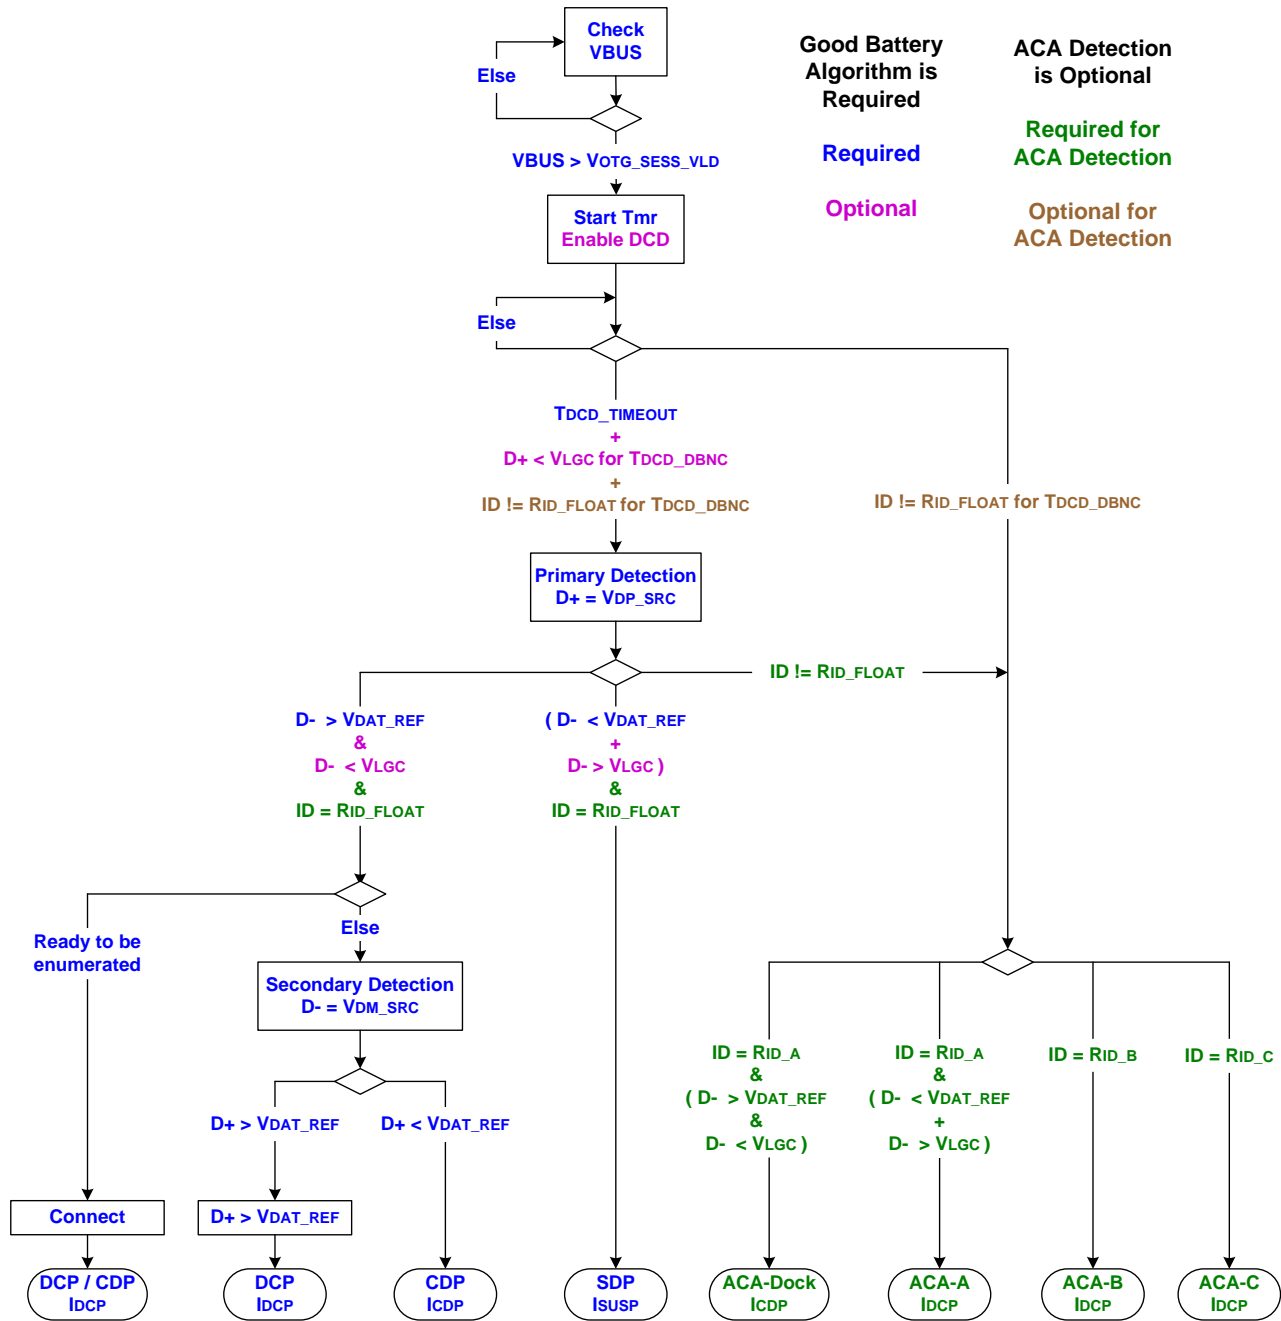 Check
VBUS
Else
VBUS > VOTG_SESS_VLD
Good Battery
Algorithm is
Required
Required
Optional
ACA Detection
is Optional
Required for
ACA Detection
Optional for
ACA Detection
Start Tmr
Enable DCD
Else
TDCD_TIMEOUT
+
D+ < VLGC for TDCD_DBNC
+
ID != RID_FLOAT for TDCD_DBNC
ID != RID_FLOAT for TDCD_DBNC
Primary Detection
D+ = VDP_SRC
ID != RID_FLOAT
D- > VDAT_REF
&
D- < VLGC
&
ID = RID_FLOAT
( D- < VDAT_REF
+
D- > VLGC )
&
ID = RID_FLOAT
Ready to be
enumerated
Else
Secondary Detection
D- = VDM_SRC
D+ > VDAT_REF
D+ < VDAT_REF
ID = RID_A
&
( D- > VDAT_REF
&
D- < VLGC )
ID = RID_A
&
( D- < VDAT_REF
+
D- > VLGC )
ID = RID_B
ID = RID_C
Connect
D+ > VDAT_REF
DCP / CDP
IDCP
DCP
IDCP
CDP
ICDP
SDP
ISUSP
ACA-Dock
ICDP
ACA-A
IDCP
ACA-B
IDCP
ACA-C
IDCP